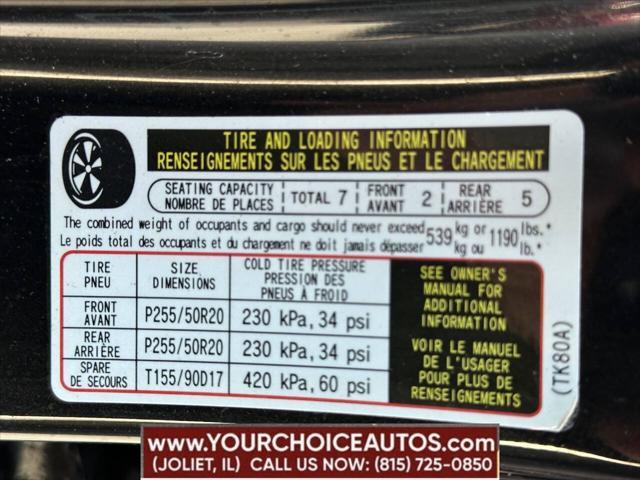 TIRE AND LOADING INFORMATION
RENSEIGNEMENTS SUR LES PNEUS ET LE CHARGEMENT
SEATING CAPACITY
NOMBRE DE PLACES
TOTAL 7
FRONT
AVANT
2
REAR
ARRIÈRE
5
The combined weight of occupants and cargo should never exceed
Le poids total des occupants et du chargement ne doit jamais dépasser
539
kg or
kg ou
1190
lbs.*
lb.*
TIRE
PNEU
SIZE
DIMENSIONS
COLD TIRE PRESSURE
PRESSION DES
PNEUS À FROID
FRONT
AVANT
P255/50R20
230 kPa, 34 psi
REAR
ARRIÈRE
P255/50R20
230 kPa, 34 psi
SPARE
DE SECOURS
T155/90D17
420 kPa, 60 psi
SEE OWNER'S
MANUAL FOR
ADDITIONAL
INFORMATION
VOIR LE MANUEL
DE L'USAGER
POUR PLUS DE
RENSEIGNEMENTS
(TK80A)
WWW.YOURCHOICEAUTOS.COM
(JOLIET, IL) CALL US NOW: (815) 725-0850